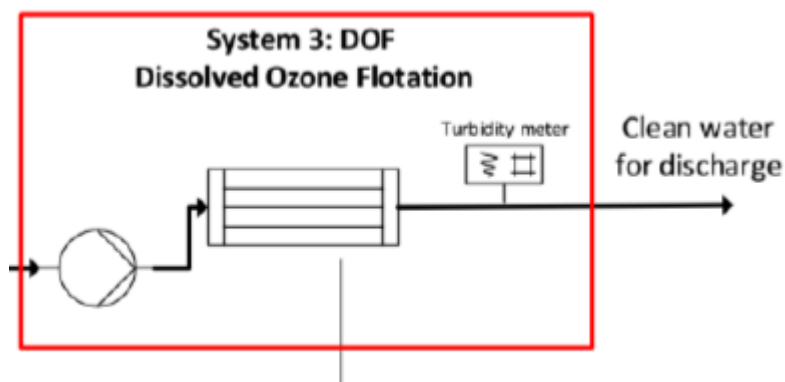 System 3: DOF
Dissolved Ozone Flotation
Turbidity meter
Clean water
for discharge